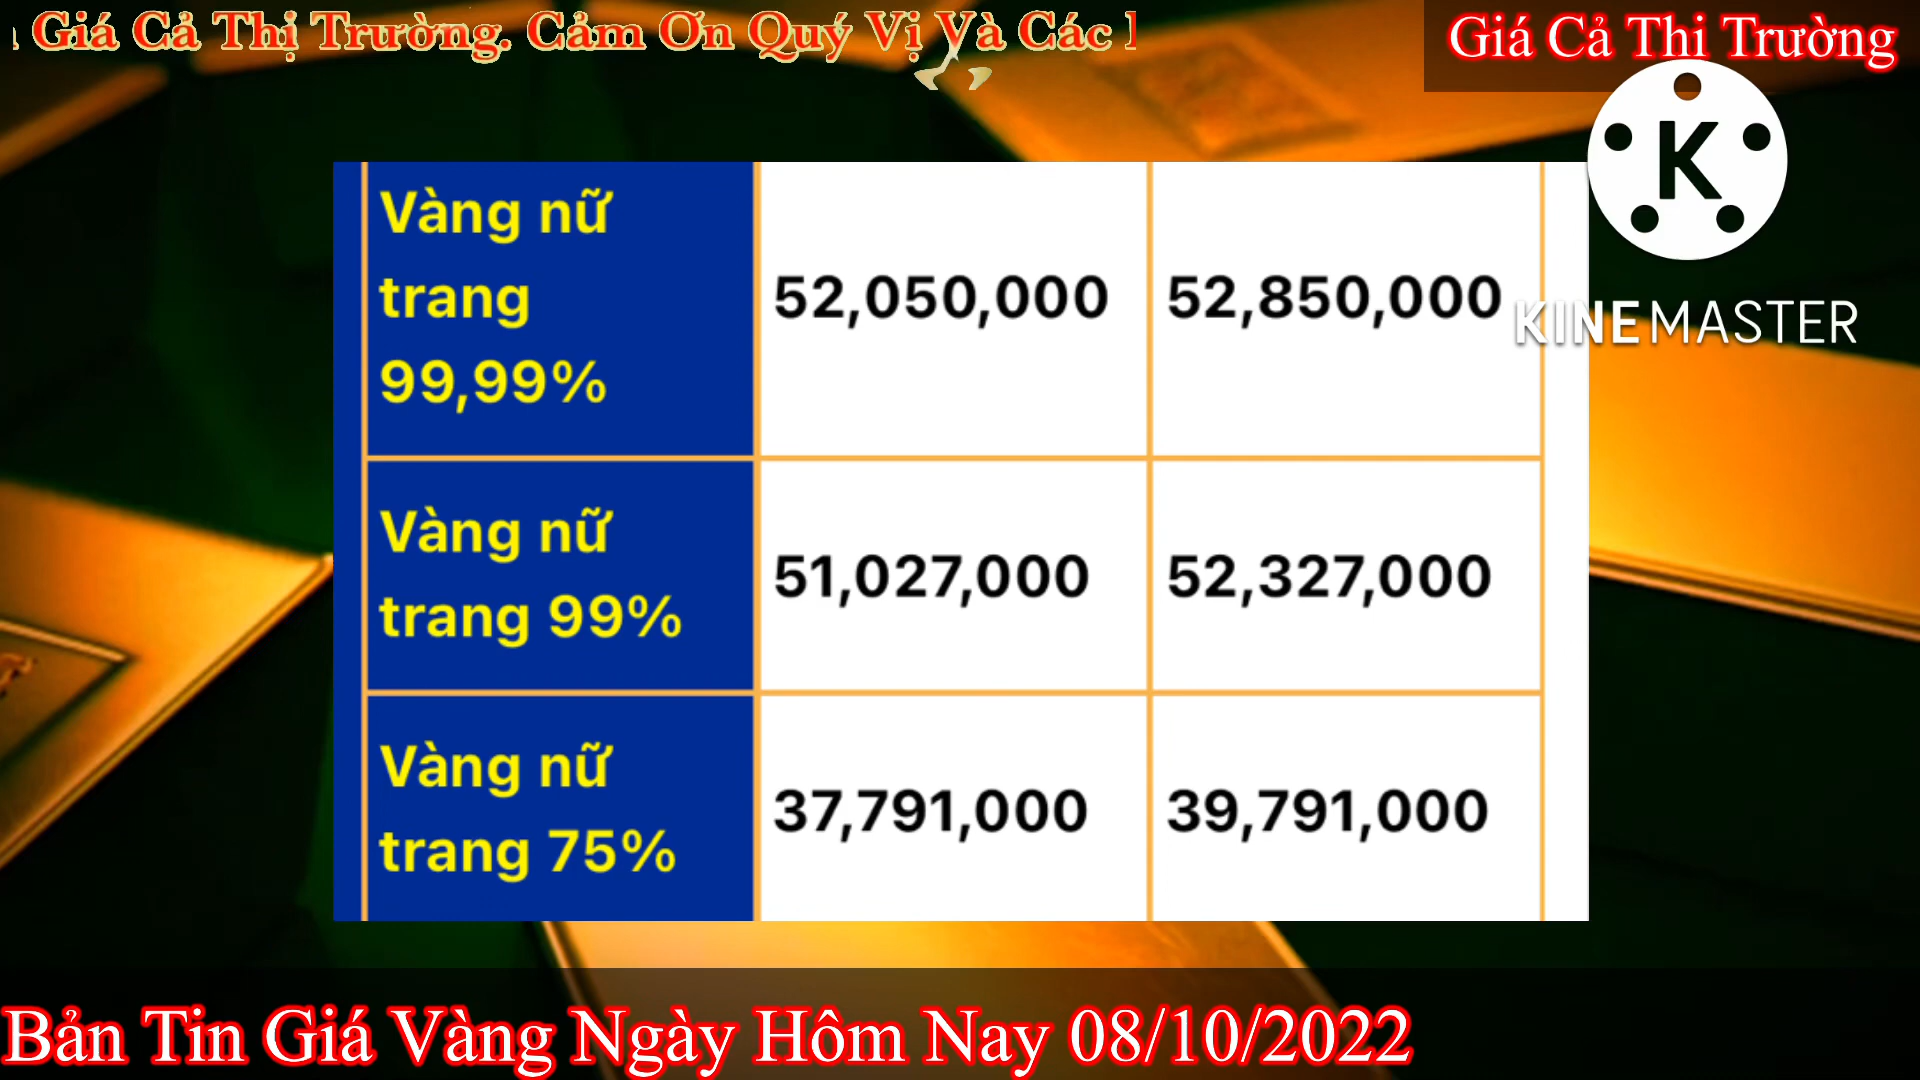 Giá Cả Thị Trường. Cảm Ơn Quý Vị Và Các
Giá Cả Thi Trường
K
KINEMASTER
Vàng nữ
trang
99,99%
52,050,000
52,850,000
Vàng nữ
trang 99%
51,027,000
52,327,000
Vàng nữ
trang 75%
37,791,000
39,791,000
Bản Tin Giá Vàng Ngày Hôm Nay 08/10/2022